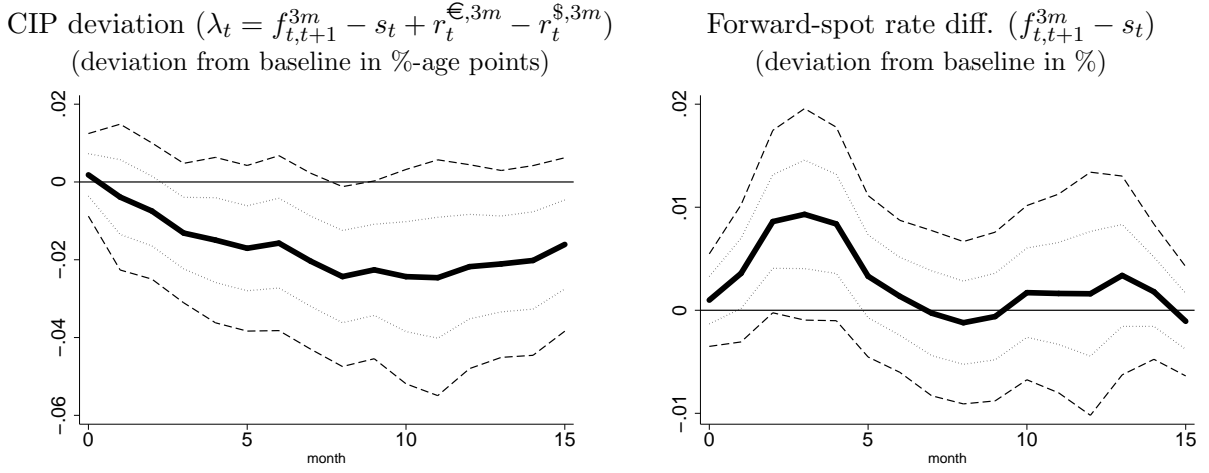 CIP deviation (λ_t = f^{3m}_{t,t+1} − s_t + r^{€,3m}_t − r^{$,3m}_t)
(deviation from baseline in %-age points)
.02
0
−.02
−.04
−.06
0 5 10 15
month
Forward-spot rate diff. (f^{3m}_{t,t+1} − s_t)
(deviation from baseline in %)
.02
.01
0
−.01
0 5 10 15
month